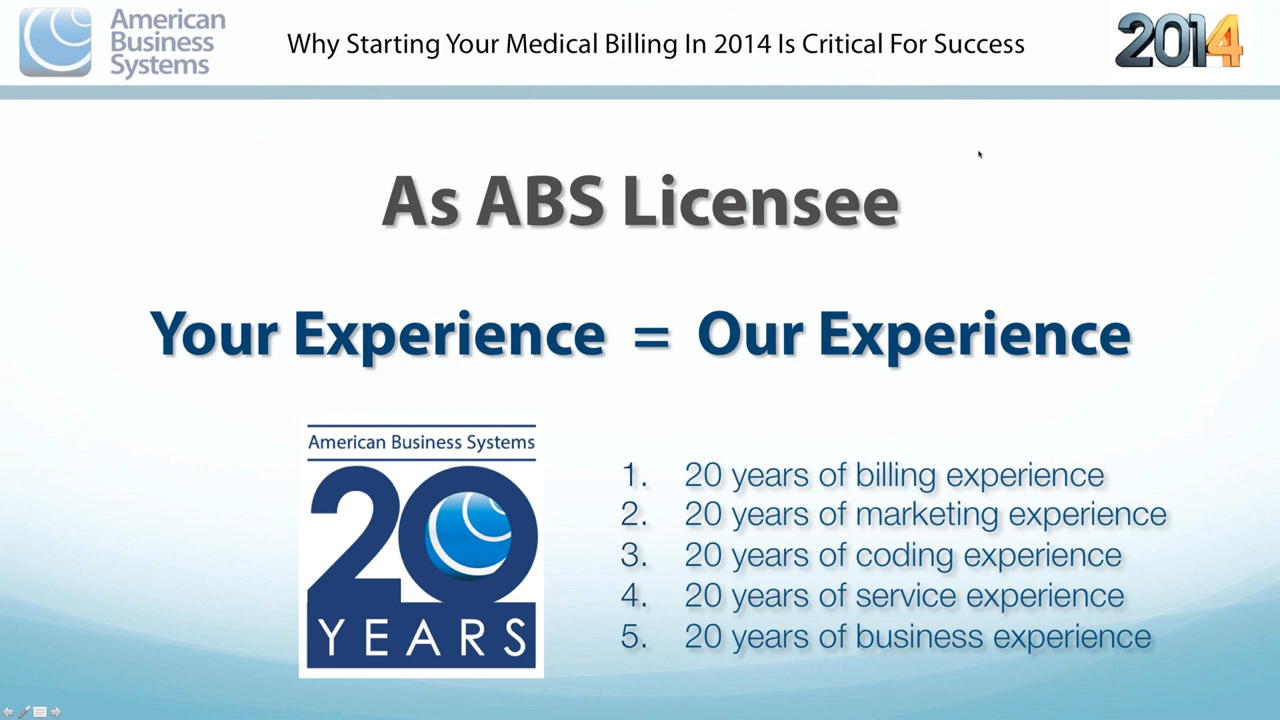 American
Business
Systems
Why Starting Your Medical Billing In 2014 Is Critical For Success
2014
As ABS Licensee
Your Experience = Our Experience
American Business Systems
20
YEARS
1. 20 years of billing experience
2. 20 years of marketing experience
3. 20 years of coding experience
4. 20 years of service experience
5. 20 years of business experience